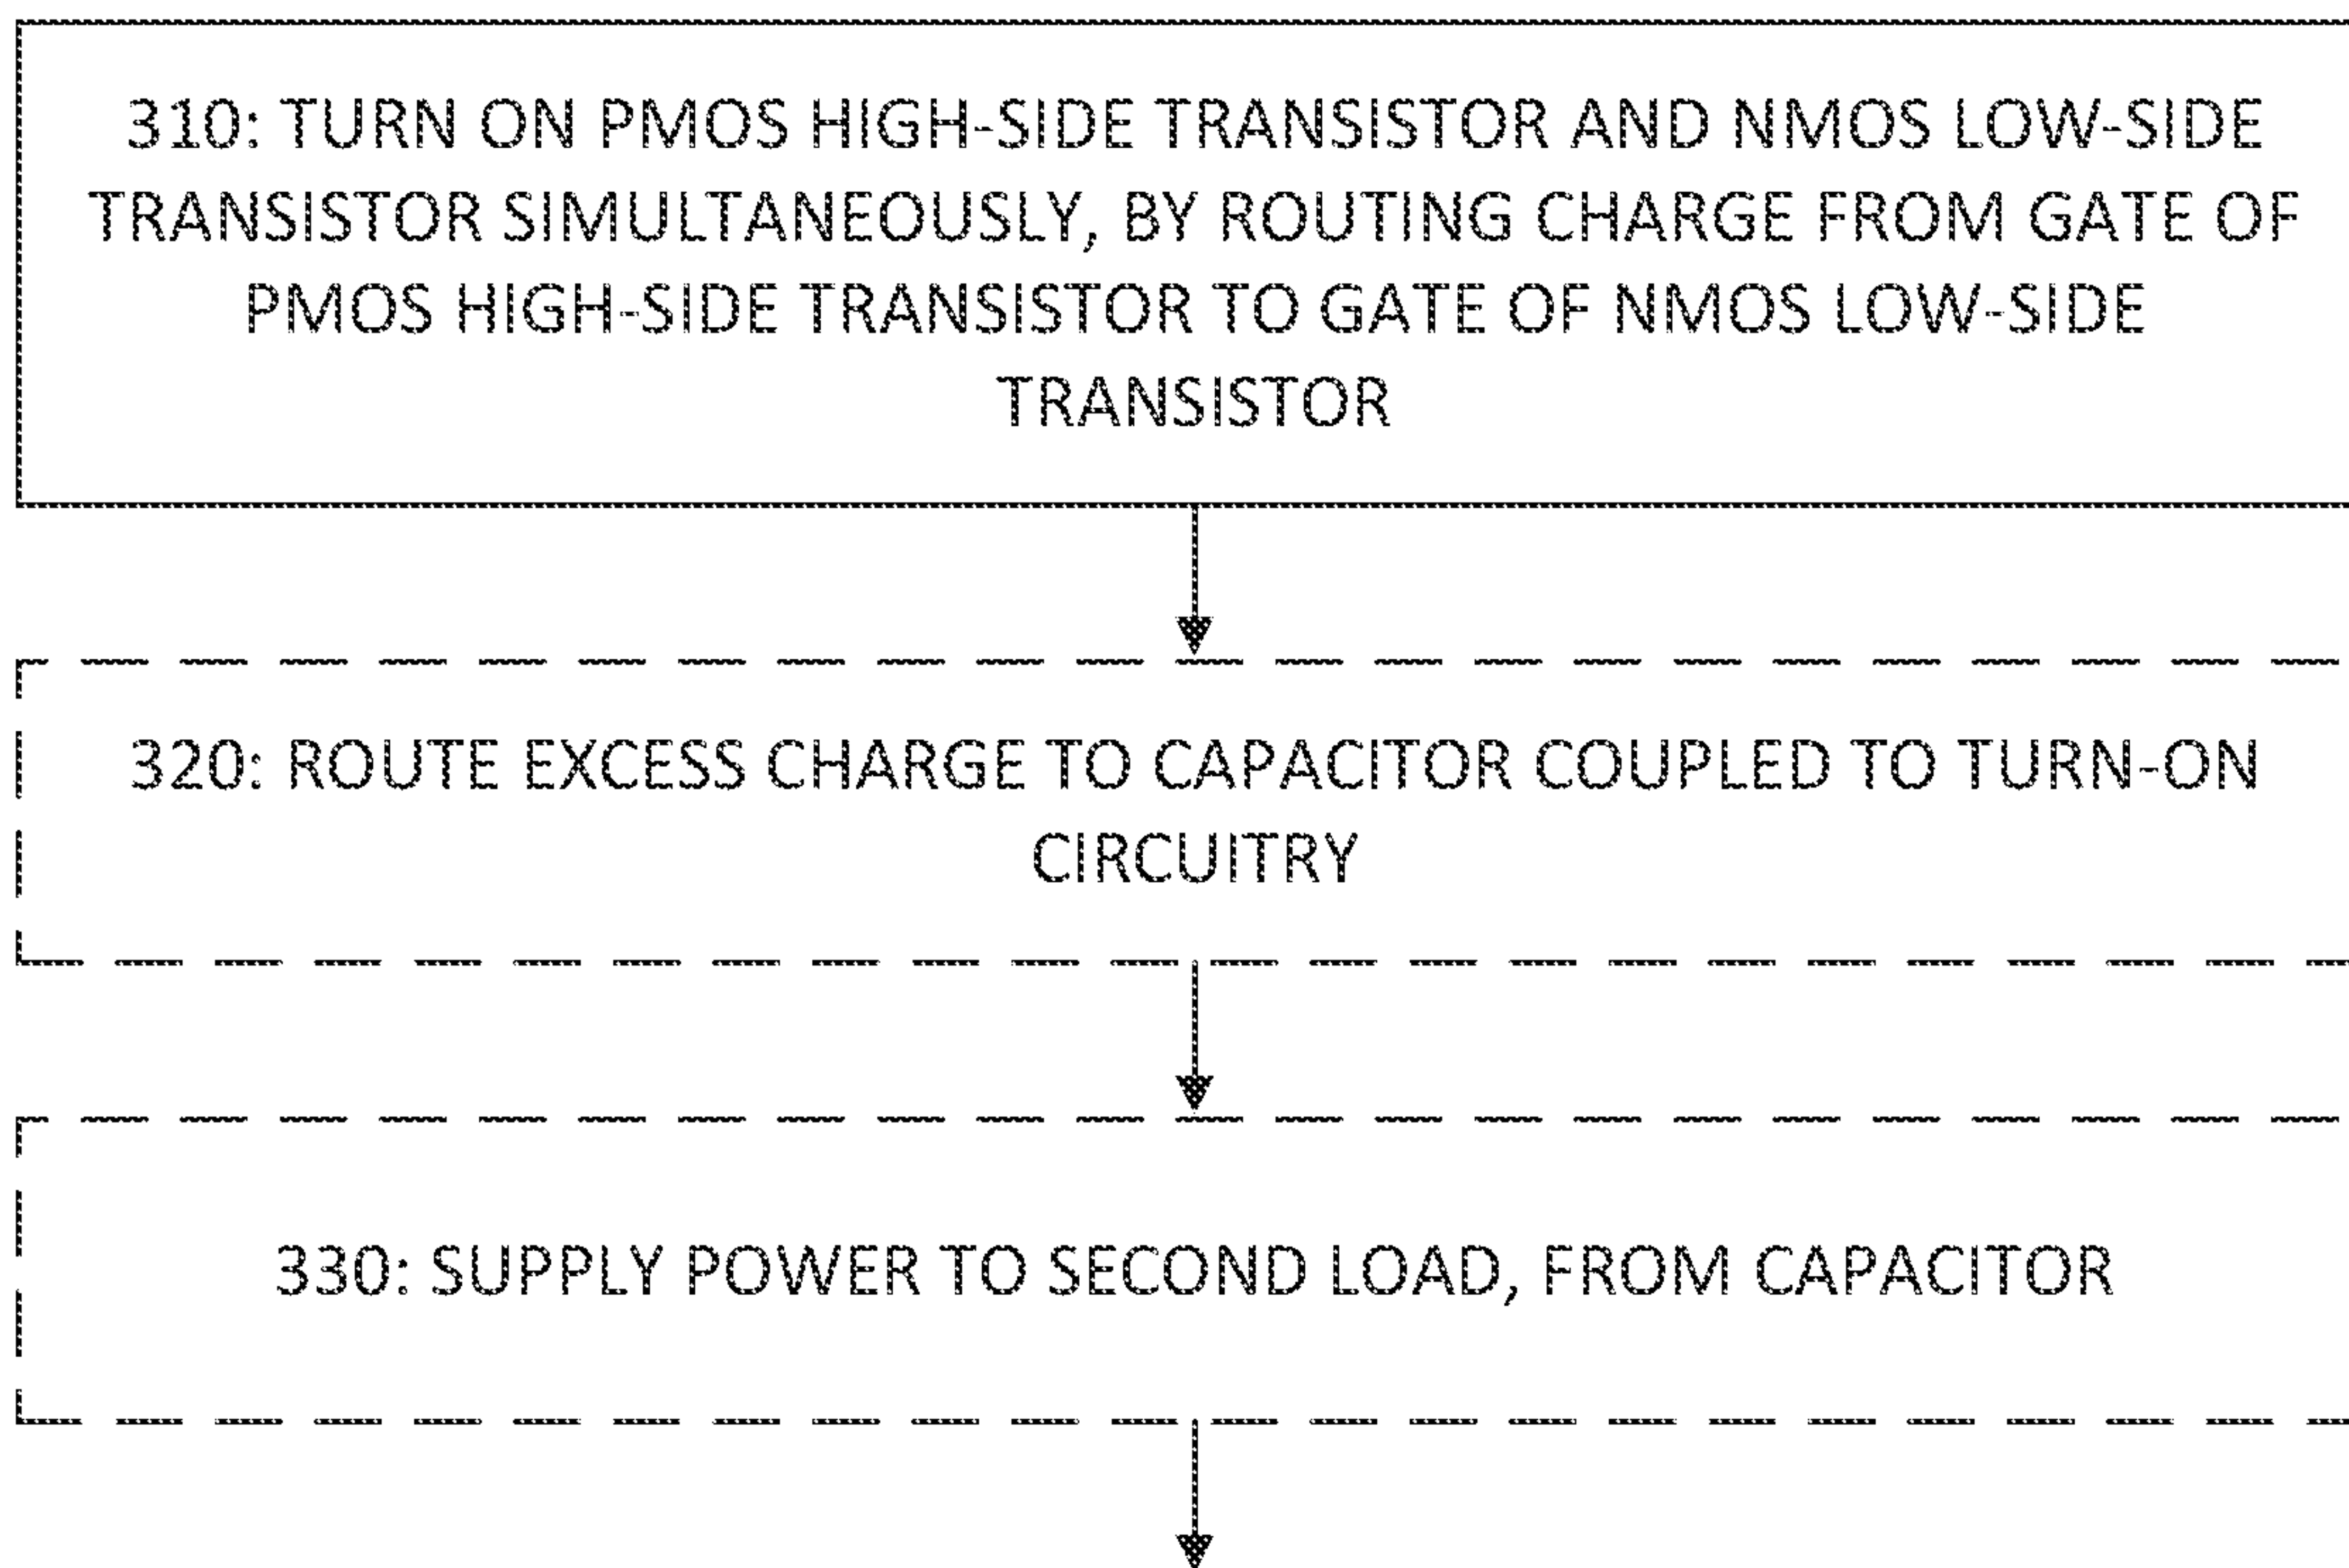 310: TURN ON PMOS HIGH-SIDE TRANSISTOR AND NMOS LOW-SIDE
TRANSISTOR SIMULTANEOUSLY, BY ROUTING CHARGE FROM GATE OF
PMOS HIGH-SIDE TRANSISTOR TO GATE OF NMOS LOW-SIDE
TRANSISTOR
320: ROUTE EXCESS CHARGE TO CAPACITOR COUPLED TO TURN-ON
CIRCUITRY
330: SUPPLY POWER TO SECOND LOAD, FROM CAPACITOR